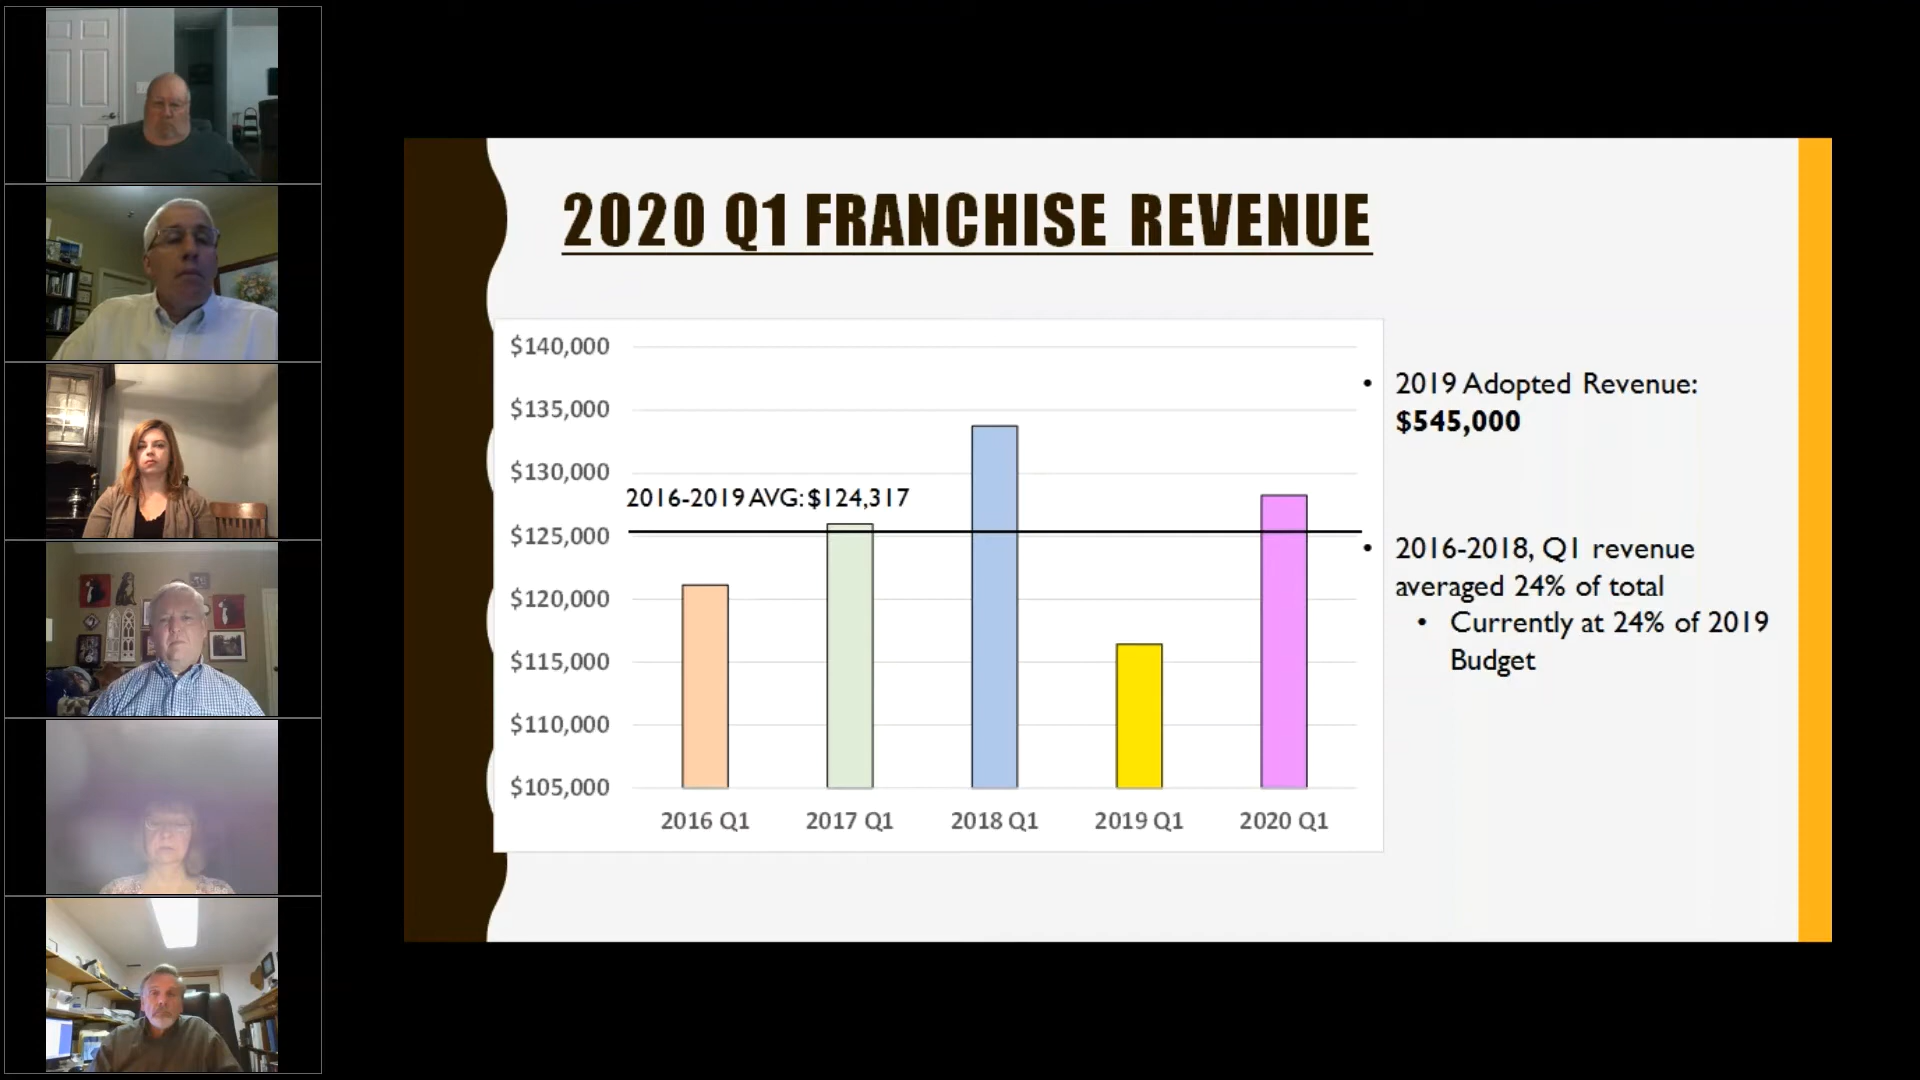 2020 Q1 FRANCHISE REVENUE
$140,000
$135,000
$130,000
2016-2019 AVG: $124,317
$125,000
$120,000
$115,000
$110,000
$105,000
2016 Q1 2017 Q1 2018 Q1 2019 Q1 2020 Q1
• 2019 Adopted Revenue:
$545,000
• 2016-2018, Q1 revenue
averaged 24% of total
• Currently at 24% of 2019
Budget